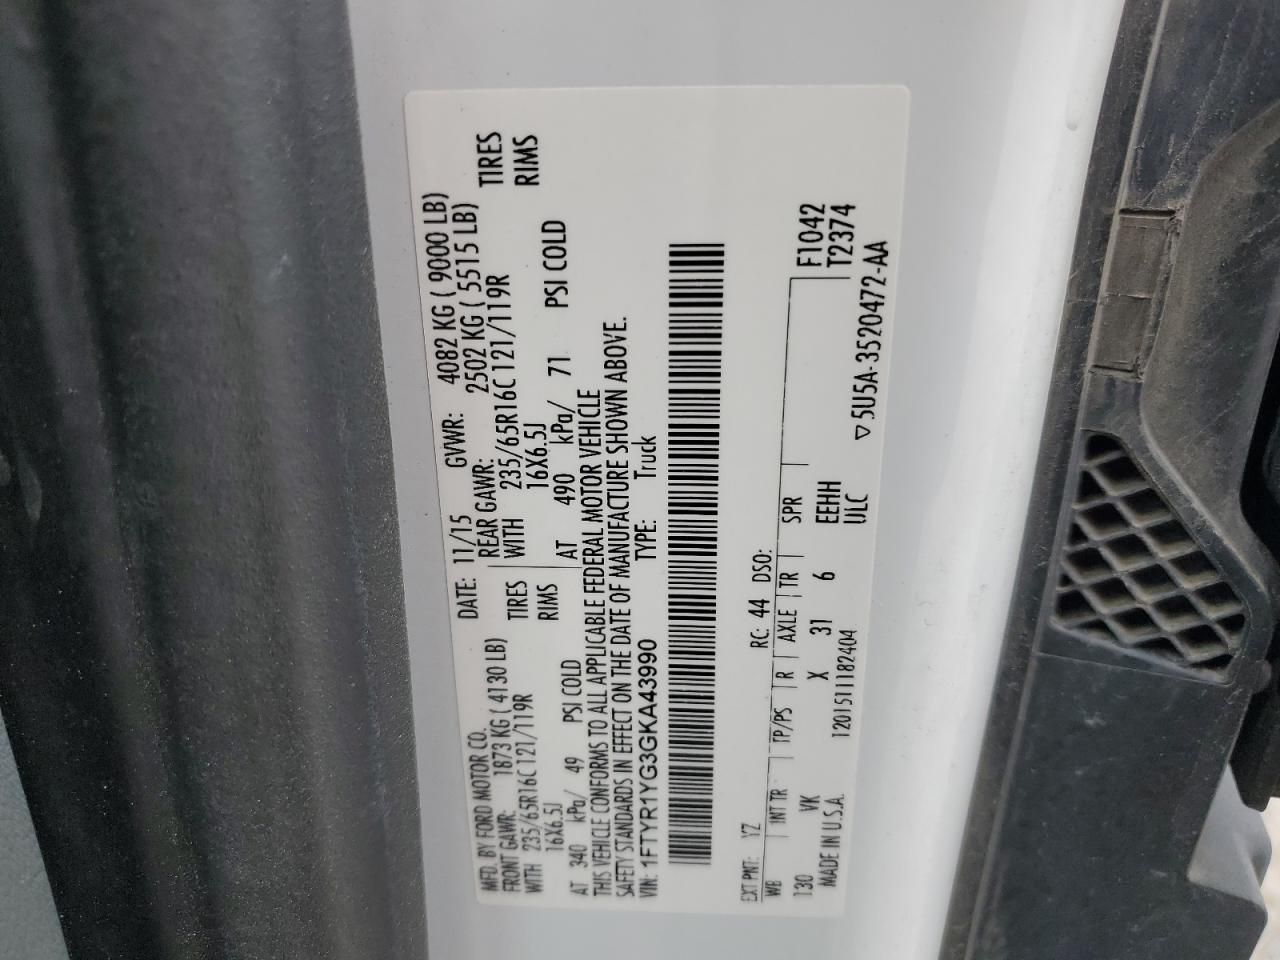 MFD. BY FORD MOTOR CO.
DATE: 11/15 GVWR: 4082 KG ( 9000 LB)
FRONT GAWR: 1873 KG ( 4130 LB)
REAR GAWR: 2502 KG ( 5515 LB)
WITH 235/65R16C 121/119R TIRES
WITH 235/65R16C 121/119R TIRES
16X6.5J RIMS
16X6.5J RIMS
AT 340 kPa/ 49 PSI COLD
AT 490 kPa/ 71 PSI COLD
THIS VEHICLE CONFORMS TO ALL APPLICABLE FEDERAL MOTOR VEHICLE
SAFETY STANDARDS IN EFFECT ON THE DATE OF MANUFACTURE SHOWN ABOVE.
VIN: 1FTYR1YG3GKA43990 TYPE: Truck
EXT PNT: YZ RC: 44 DSO:
WB INT TR TP/PS R AXLE TR SPR
130 VK X 31 6 EEHH F1042
ULC T2374
MADE IN U.S.A. 1201511182404
▽5U5A-3520472-AA